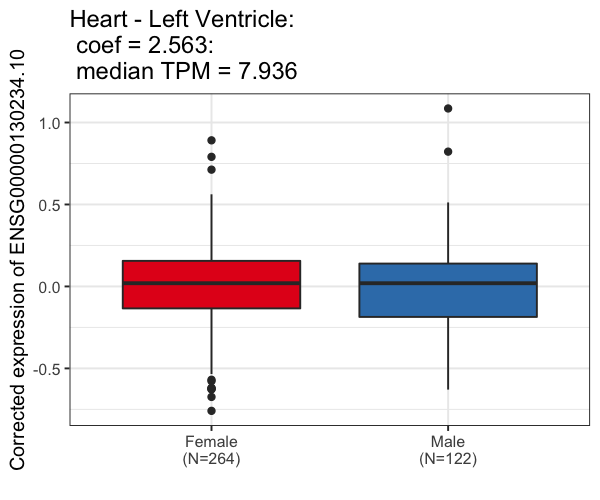 Heart - Left Ventricle:
coef = 2.563:
median TPM = 7.936
Corrected expression of ENSG00000130234.10
1.0
0.5
0.0
-0.5
Female
(N=264)
Male
(N=122)